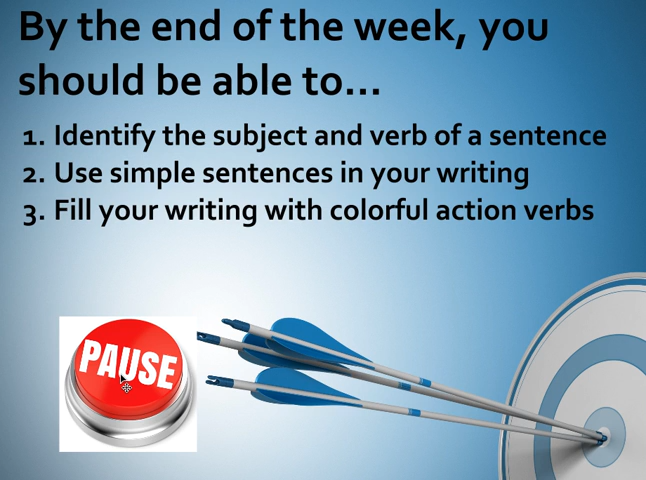 By the end of the week, you
should be able to...
1. Identify the subject and verb of a sentence
2. Use simple sentences in your writing
3. Fill your writing with colorful action verbs
PAUSE